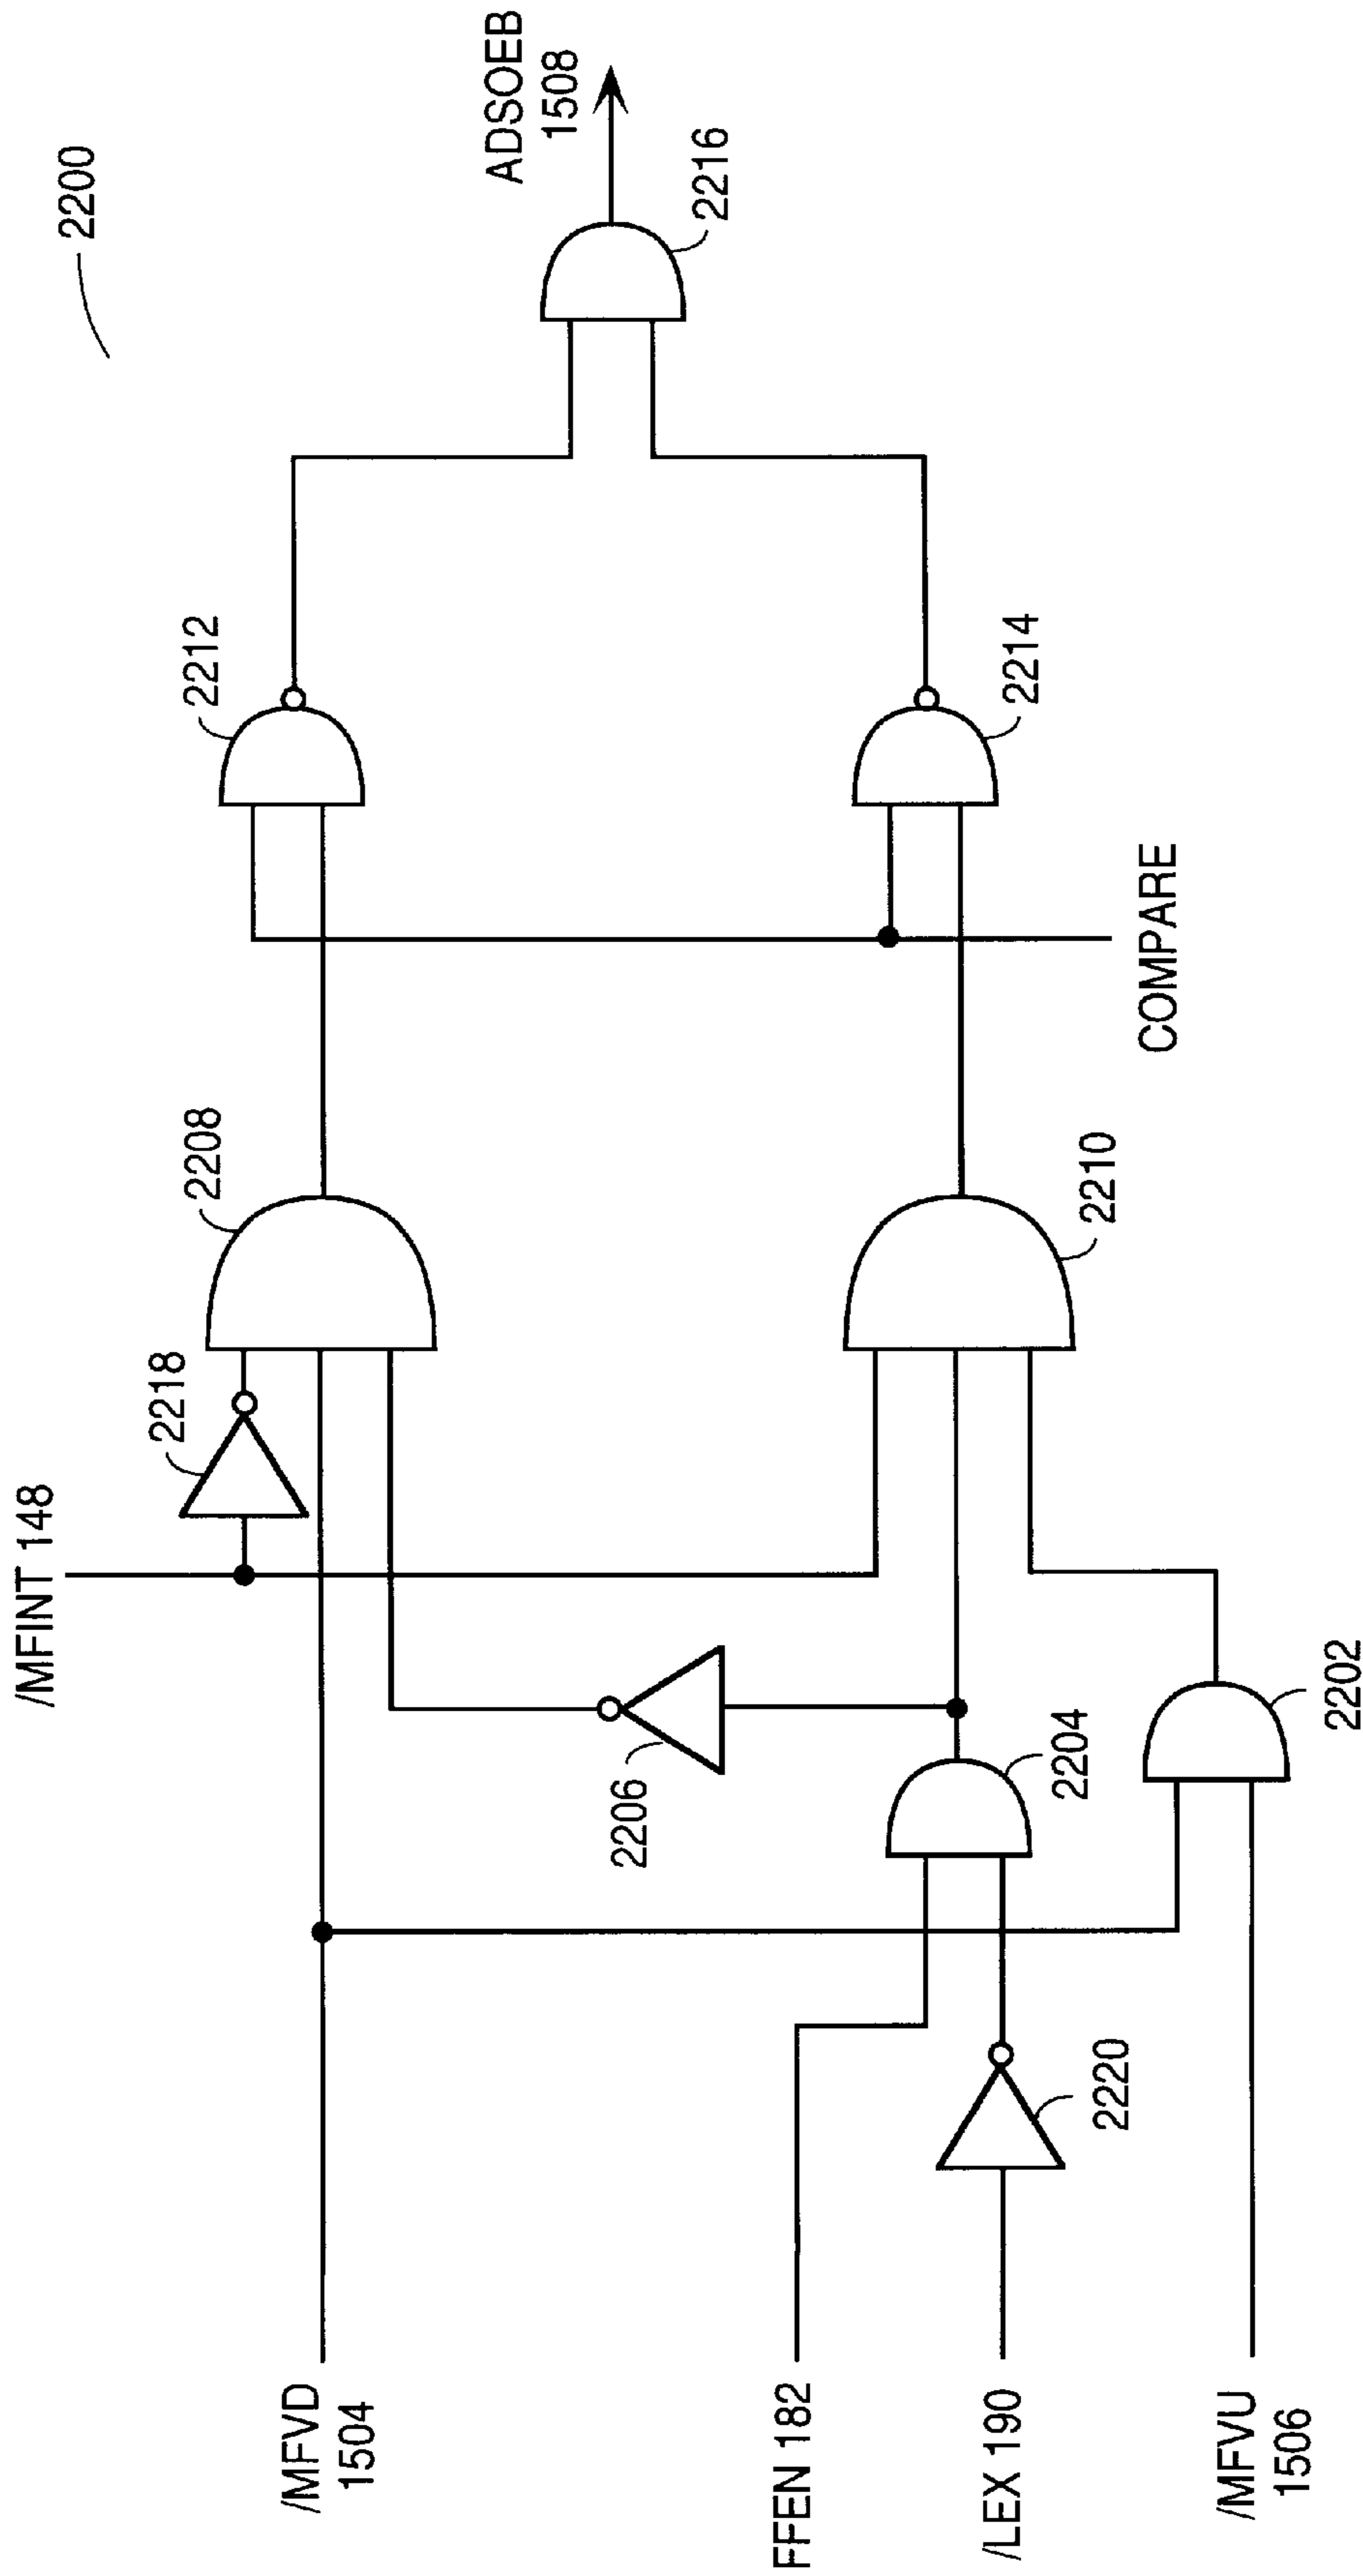 2200
ADSOEB
1508
2216
2212
2214
COMPARE
2208
2210
2218
/MFINT 148
2206
2204
2202
2220
/MFVD
1504
FFEN 182
/LEX 190
/MFVU
1506